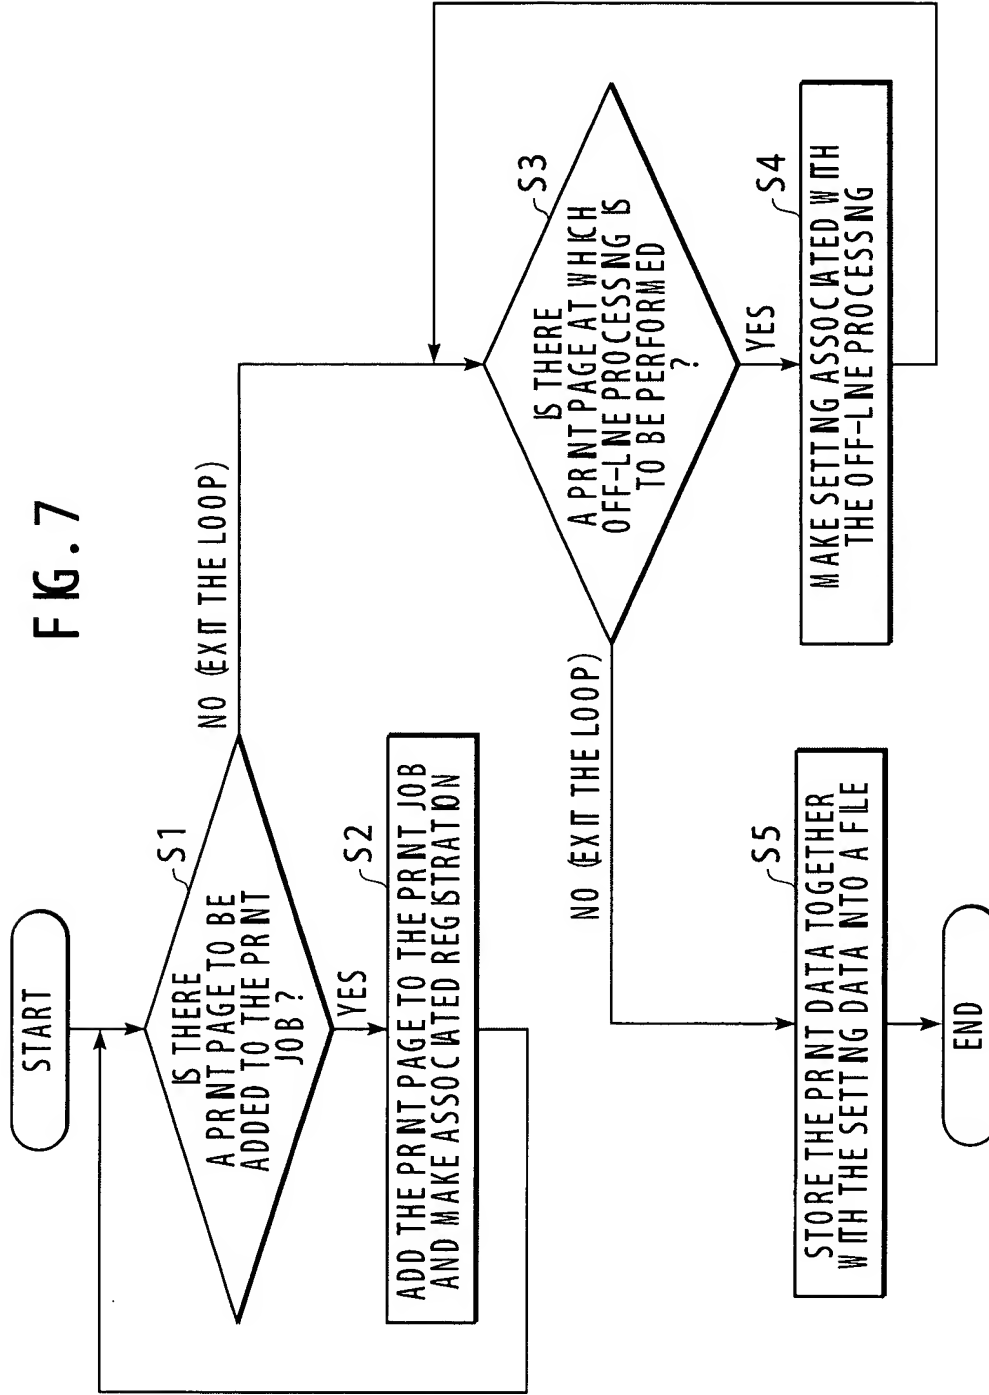 FIG. 7
START
IS THERE
A PRINT PAGE TO BE
ADDED TO THE PRINT
JOB ?
S1
NO (EXIT THE LOOP)
YES
S2
ADD THE PRINT PAGE TO THE PRINT JOB
AND MAKE ASSOCIATED REGISTRATION
IS THERE
A PRINT PAGE AT WHICH
OFF-LINE PROCESSING IS
TO BE PERFORMED
?
S3
NO (EXIT THE LOOP)
YES
S4
MAKE SETTING ASSOCIATED WITH
THE OFF-LINE PROCESSING
S5
STORE THE PRINT DATA TOGETHER
WITH THE SETTING DATA INTO A FILE
END